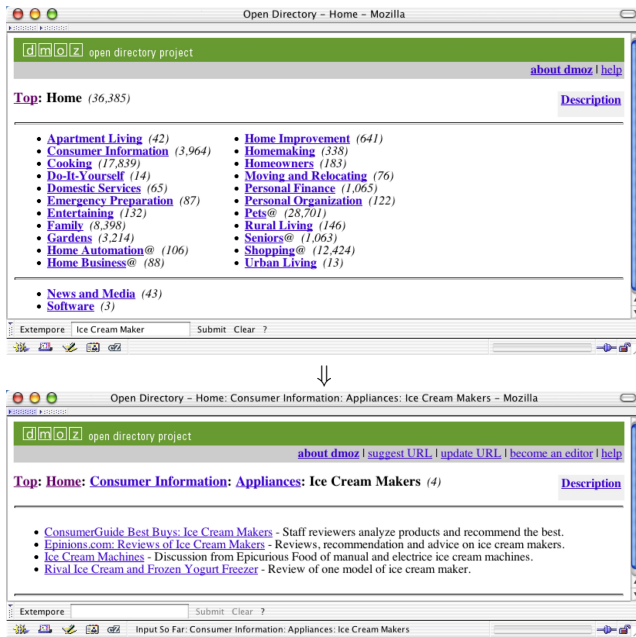 Open Directory – Home – Mozilla
dmoz open directory project
about dmoz | help
Top: Home (36,385)
Description
Apartment Living (42)
Consumer Information (3,964)
Cooking (17,839)
Do-It-Yourself (14)
Domestic Services (65)
Emergency Preparation (87)
Entertaining (132)
Family (8,398)
Gardens (3,214)
Home Automation@ (106)
Home Business@ (88)
Home Improvement (641)
Homemaking (338)
Homeowners (183)
Moving and Relocating (76)
Personal Finance (1,065)
Personal Organization (122)
Pets@ (28,701)
Rural Living (146)
Seniors@ (1,063)
Shopping@ (12,424)
Urban Living (13)
News and Media (43)
Software (3)
Extempore Ice Cream Maker Submit Clear ?
⇓
Open Directory – Home: Consumer Information: Appliances: Ice Cream Makers – Mozilla
dmoz open directory project
about dmoz | suggest URL | update URL | become an editor | help
Top: Home: Consumer Information: Appliances: Ice Cream Makers (4)
Description
ConsumerGuide Best Buys: Ice Cream Makers - Staff reviewers analyze products and recommend the best.
Epinions.com: Reviews of Ice Cream Makers - Reviews, recommendation and advice on ice cream makers.
Ice Cream Machines - Discussion from Epicurious Food of manual and electrice ice cream machines.
Rival Ice Cream and Frozen Yogurt Freezer - Review of one model of ice cream maker.
Extempore Submit Clear ?
Input So Far: Consumer Information: Appliances: Ice Cream Makers